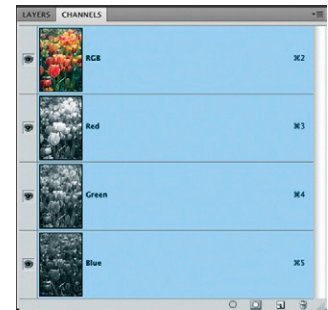 LAYERS CHANNELS
RGB ⌘2
Red ⌘3
Green ⌘4
Blue ⌘5